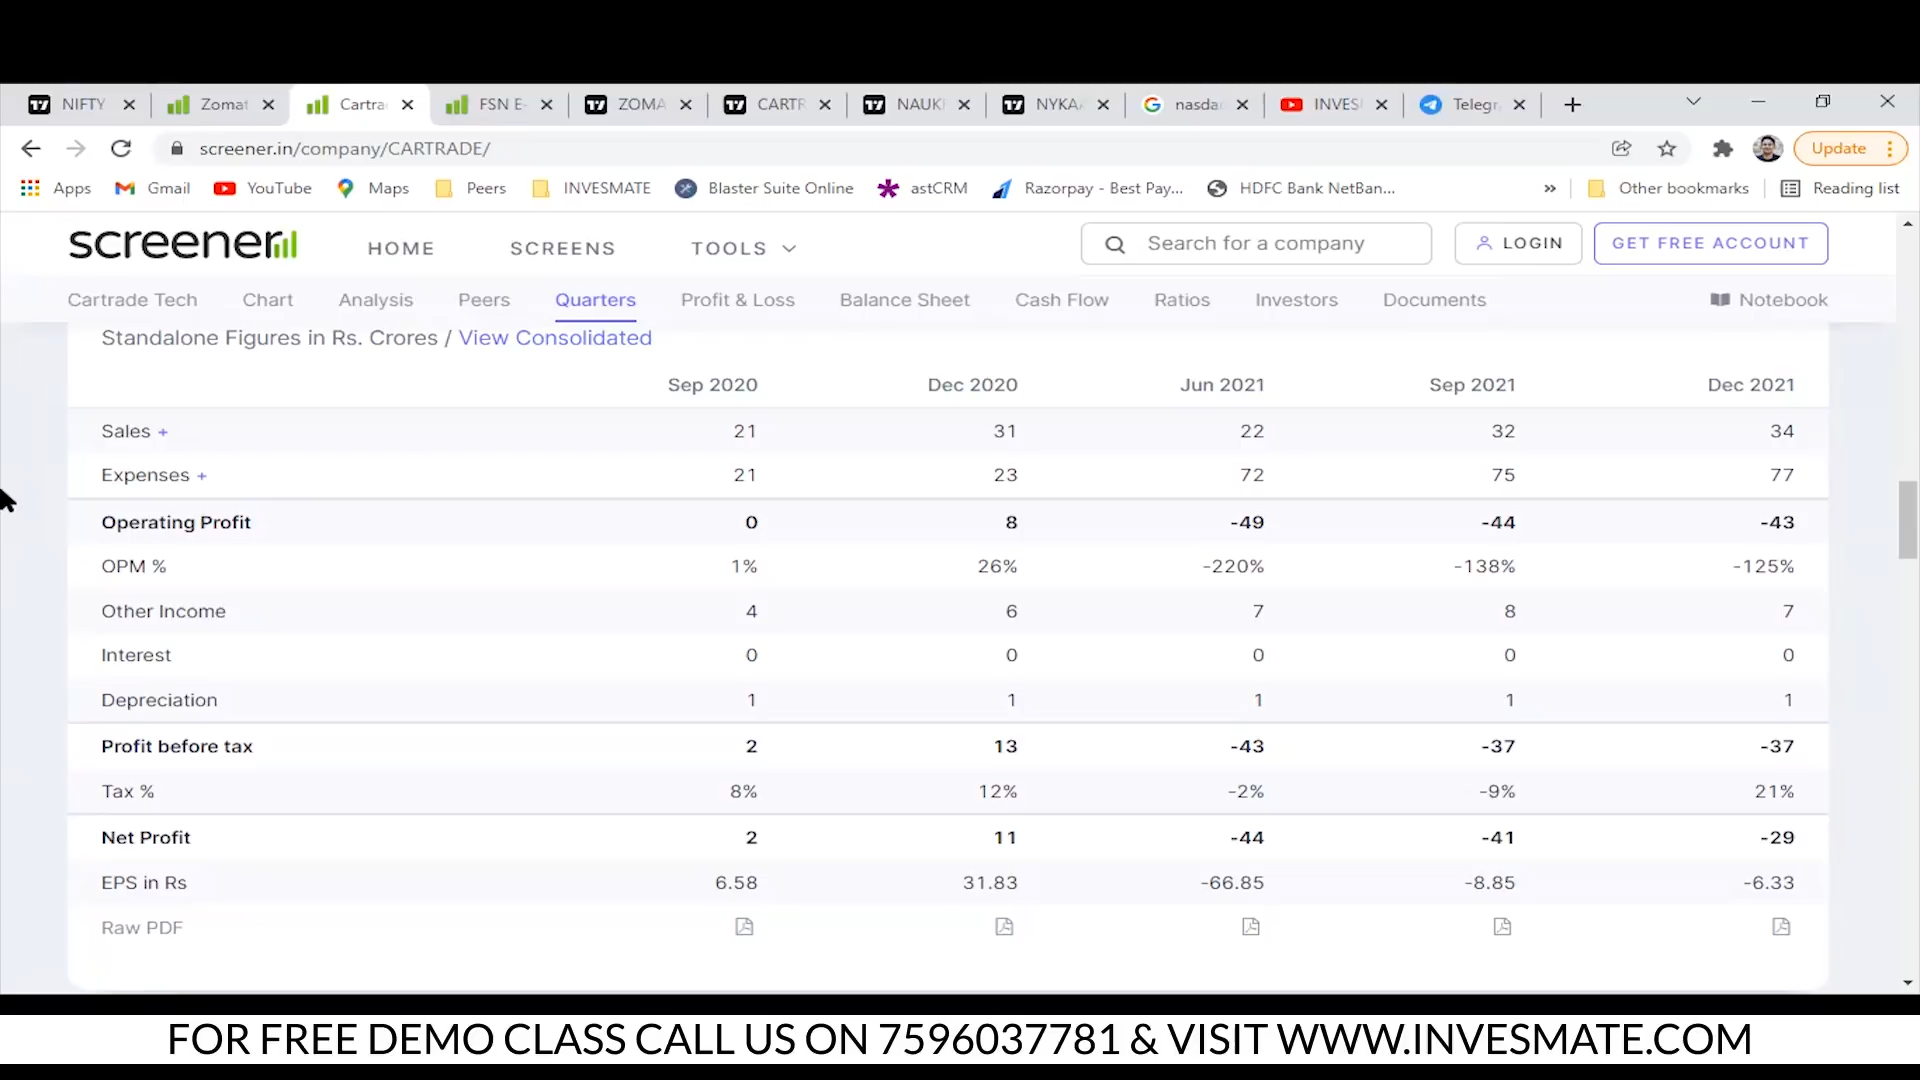 NIFTY Zomat Cartra FSN E- ZOMA CARTR NAUK NYKA nasda INVES Telegr
screener.in/company/CARTRADE/ Update
Apps Gmail YouTube Maps Peers INVESMATE Blaster Suite Online astCRM Razorpay - Best Pay... HDFC Bank NetBan... » Other bookmarks Reading list
screener HOME SCREENS TOOLS Search for a company LOGIN GET FREE ACCOUNT
Cartrade Tech Chart Analysis Peers Quarters Profit & Loss Balance Sheet Cash Flow Ratios Investors Documents Notebook
Standalone Figures in Rs. Crores / View Consolidated
Sep 2020 Dec 2020 Jun 2021 Sep 2021 Dec 2021
Sales + 21 31 22 32 34
Expenses + 21 23 72 75 77
Operating Profit 0 8 -49 -44 -43
OPM % 1% 26% -220% -138% -125%
Other Income 4 6 7 8 7
Interest 0 0 0 0 0
Depreciation 1 1 1 1 1
Profit before tax 2 13 -43 -37 -37
Tax % 8% 12% -2% -9% 21%
Net Profit 2 11 -44 -41 -29
EPS in Rs 6.58 31.83 -66.85 -8.85 -6.33
Raw PDF
FOR FREE DEMO CLASS CALL US ON 7596037781 & VISIT WWW.INVESMATE.COM